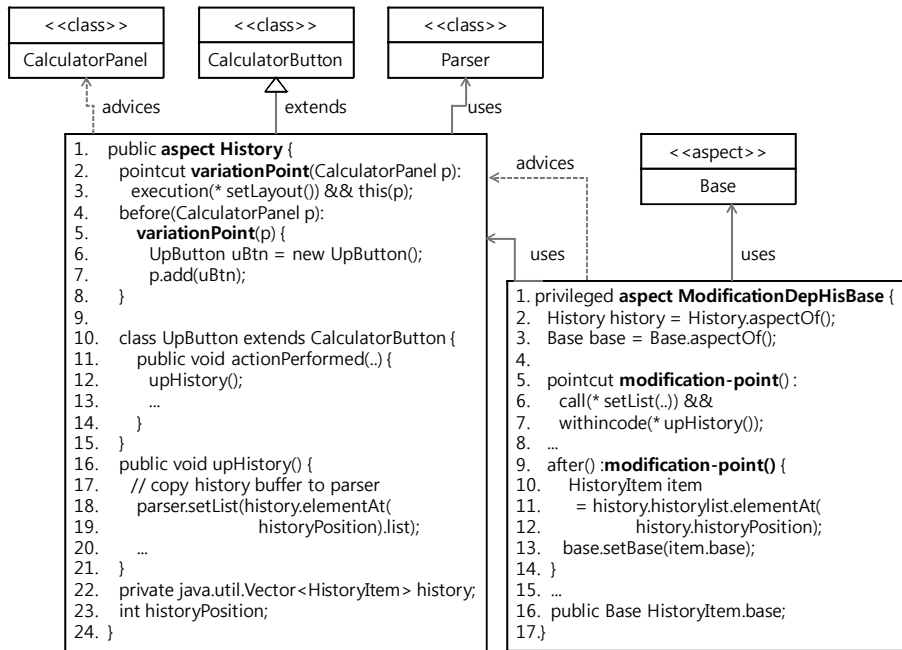 <<class>>
CalculatorPanel
<<class>>
CalculatorButton
<<class>>
Parser
advices
extends
uses
1. public aspect History {
2. pointcut variationPoint(CalculatorPanel p):
3. execution(* setLayout()) && this(p);
4. before(CalculatorPanel p):
5. variationPoint(p) {
6. UpButton uBtn = new UpButton();
7. p.add(uBtn);
8. }
9.
10. class UpButton extends CalculatorButton {
11. public void actionPerformed(..) {
12. upHistory();
13. ...
14. }
15. }
16. public void upHistory() {
17. // copy history buffer to parser
18. parser.setList(history.elementAt(
19. historyPosition).list);
20. ...
21. }
22. private java.util.Vector<HistoryItem> history;
23. int historyPosition;
24. }
advices
uses
<<aspect>>
Base
uses
1. privileged aspect ModificationDepHisBase {
2. History history = History.aspectOf();
3. Base base = Base.aspectOf();
4.
5. pointcut modification-point() :
6. call(* setList(..)) &&
7. withincode(* upHistory());
8. ...
9. after() :modification-point() {
10. HistoryItem item
11. = history.historylist.elementAt(
12. history.historyPosition);
13. base.setBase(item.base);
14. }
15. ...
16. public Base HistoryItem.base;
17.}